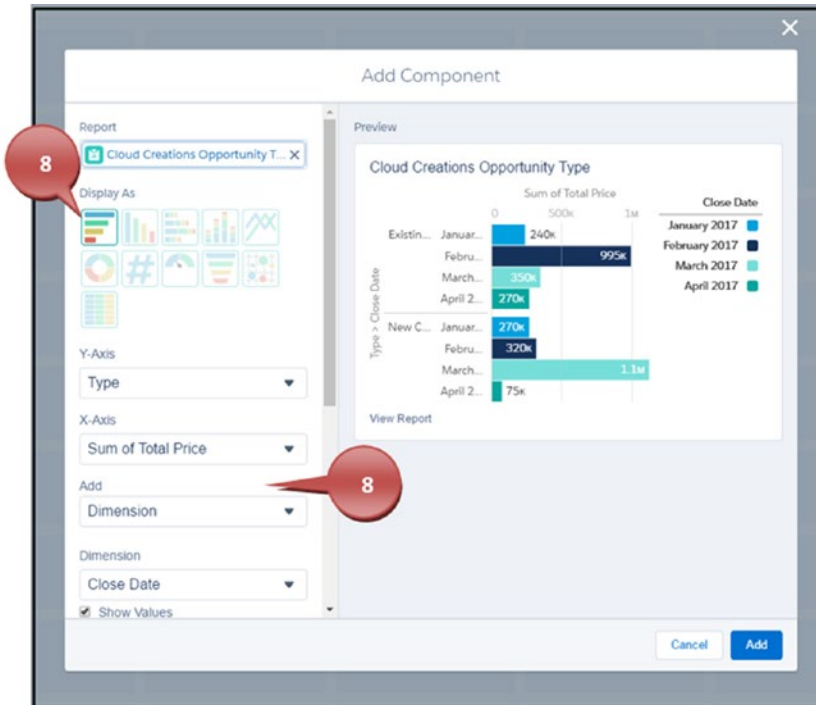 Add Component
Report
Cloud Creations Opportunity T...
8
Display As
#
Y-Axis
Type
X-Axis
Sum of Total Price
Add
8
Dimension
Dimension
Close Date
Show Values
Preview
Cloud Creations Opportunity Type
Sum of Total Price
0 500K 1M
Type > Close Date
Existin... Januar... 240K
Febru... 995K
March... 350K
April 2... 270K
New C... Januar... 270K
Febru... 320K
March... 1.1M
April 2... 75K
Close Date
January 2017
February 2017
March 2017
April 2017
View Report
Cancel Add